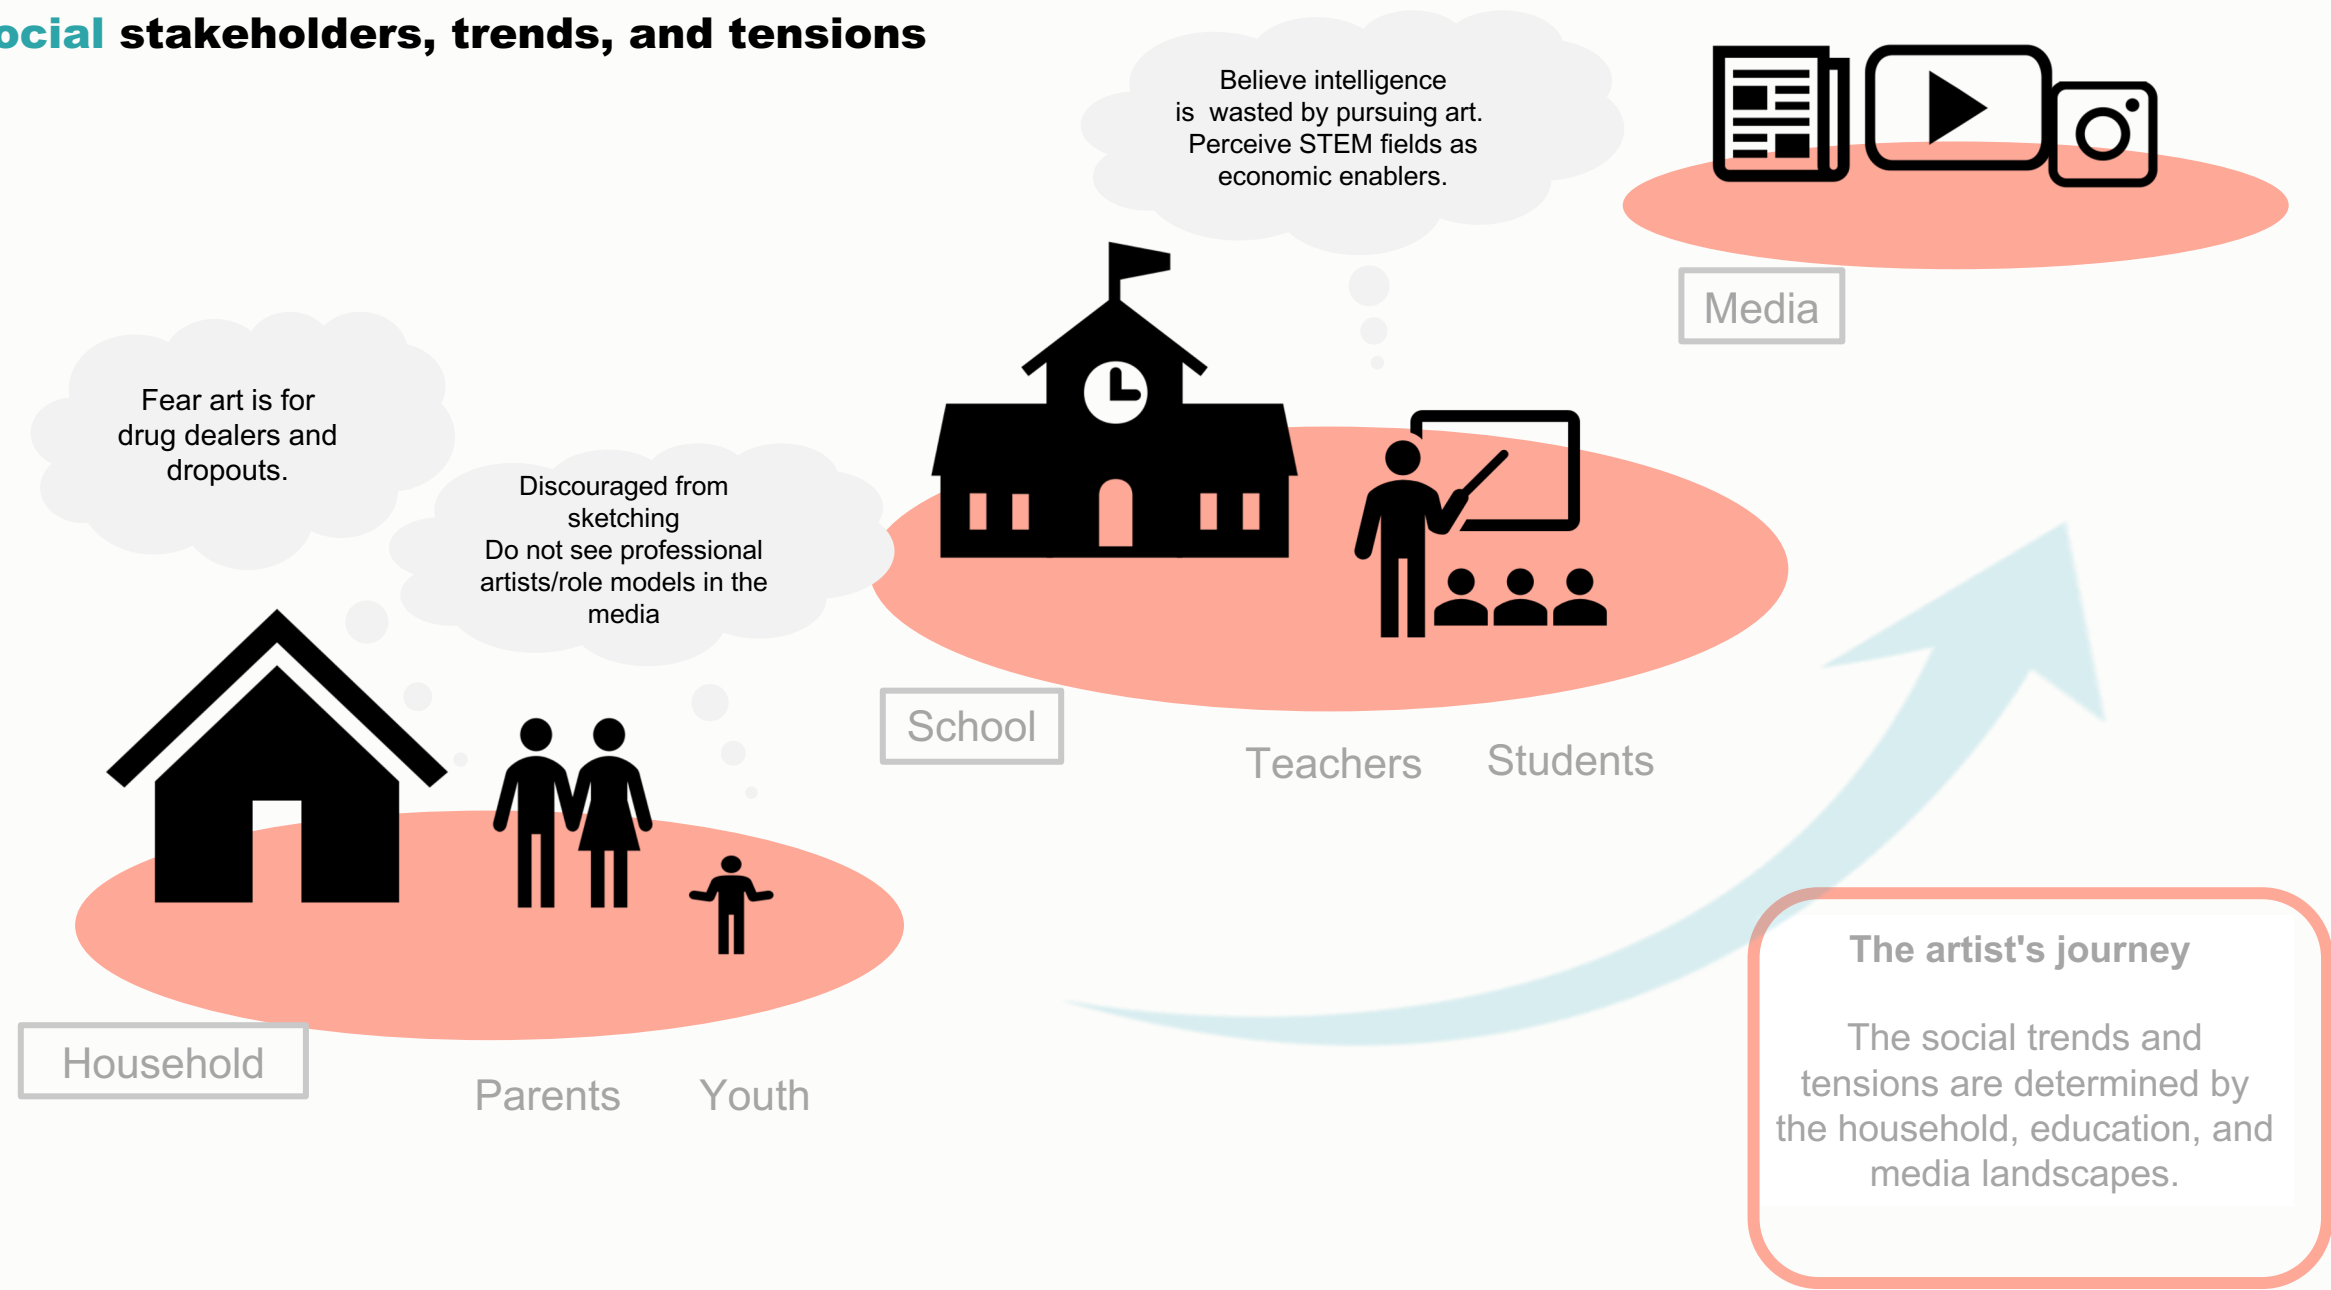 ocial stakeholders, trends, and tensions
Believe intelligence
is wasted by pursuing art.
Perceive STEM fields as
economic enablers.
Media
Fear art is for
drug dealers and
dropouts.
Discouraged from
sketching
Do not see professional
artists/role models in the
media
School
Teachers
Students
Household
Parents
Youth
The artist's journey
The social trends and
tensions are determined by
the household, education, and
media landscapes.